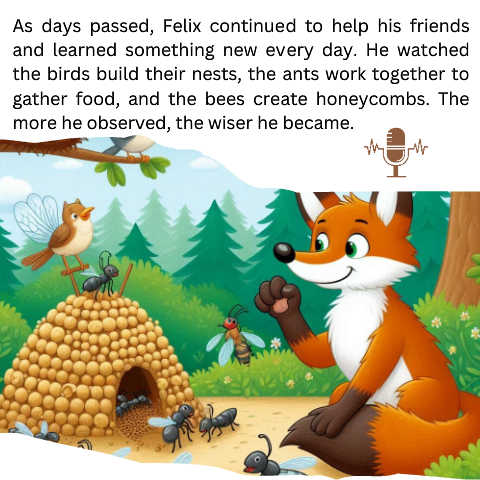 As days passed, Felix continued to help his friends
and learned something new every day. He watched
the birds build their nests, the ants work together to
gather food, and the bees create honeycombs. The
more he observed, the wiser he became.